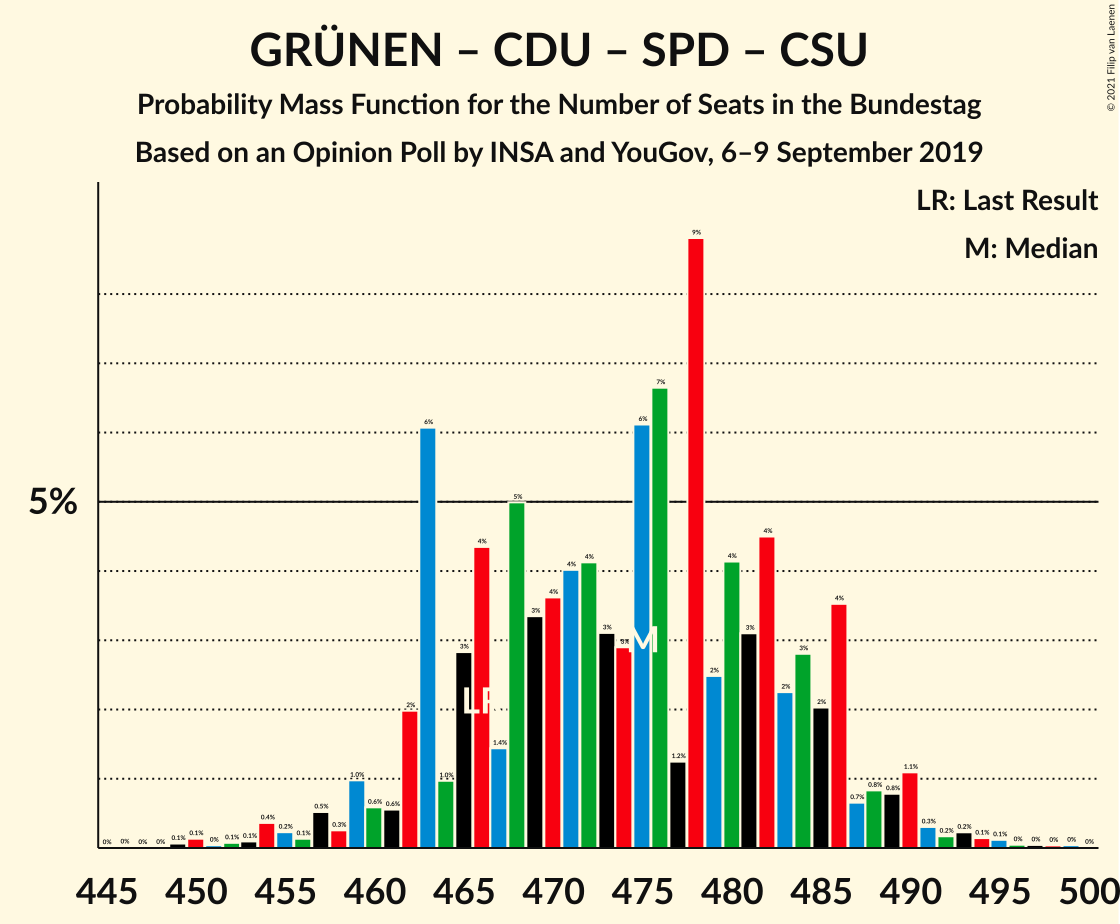 GRÜNEN – CDU – SPD – CSU
Probability Mass Function for the Number of Seats in the Bundestag
Based on an Opinion Poll by INSA and YouGov, 6–9 September 2019
© 2021 Filip van Laenen
LR: Last Result
M: Median
5%
0% 0% 0% 0% 0.1% 0.1% 0% 0.1% 0.1% 0.4% 0.2% 0.1% 0.5% 0.3% 1.0% 0.6% 0.6% 2% 6% 1.0% 3% 4% 1.4% 5% 3% 4% 4% 4% 3% 3% 6% 7% 1.2% 9% 2% 4% 3% 4% 2% 3% 2% 4% 0.7% 0.8% 0.8% 1.1% 0.3% 0.2% 0.2% 0.1% 0.1% 0% 0% 0% 0% 0%
LR
M
445 450 455 460 465 470 475 480 485 490 495 500